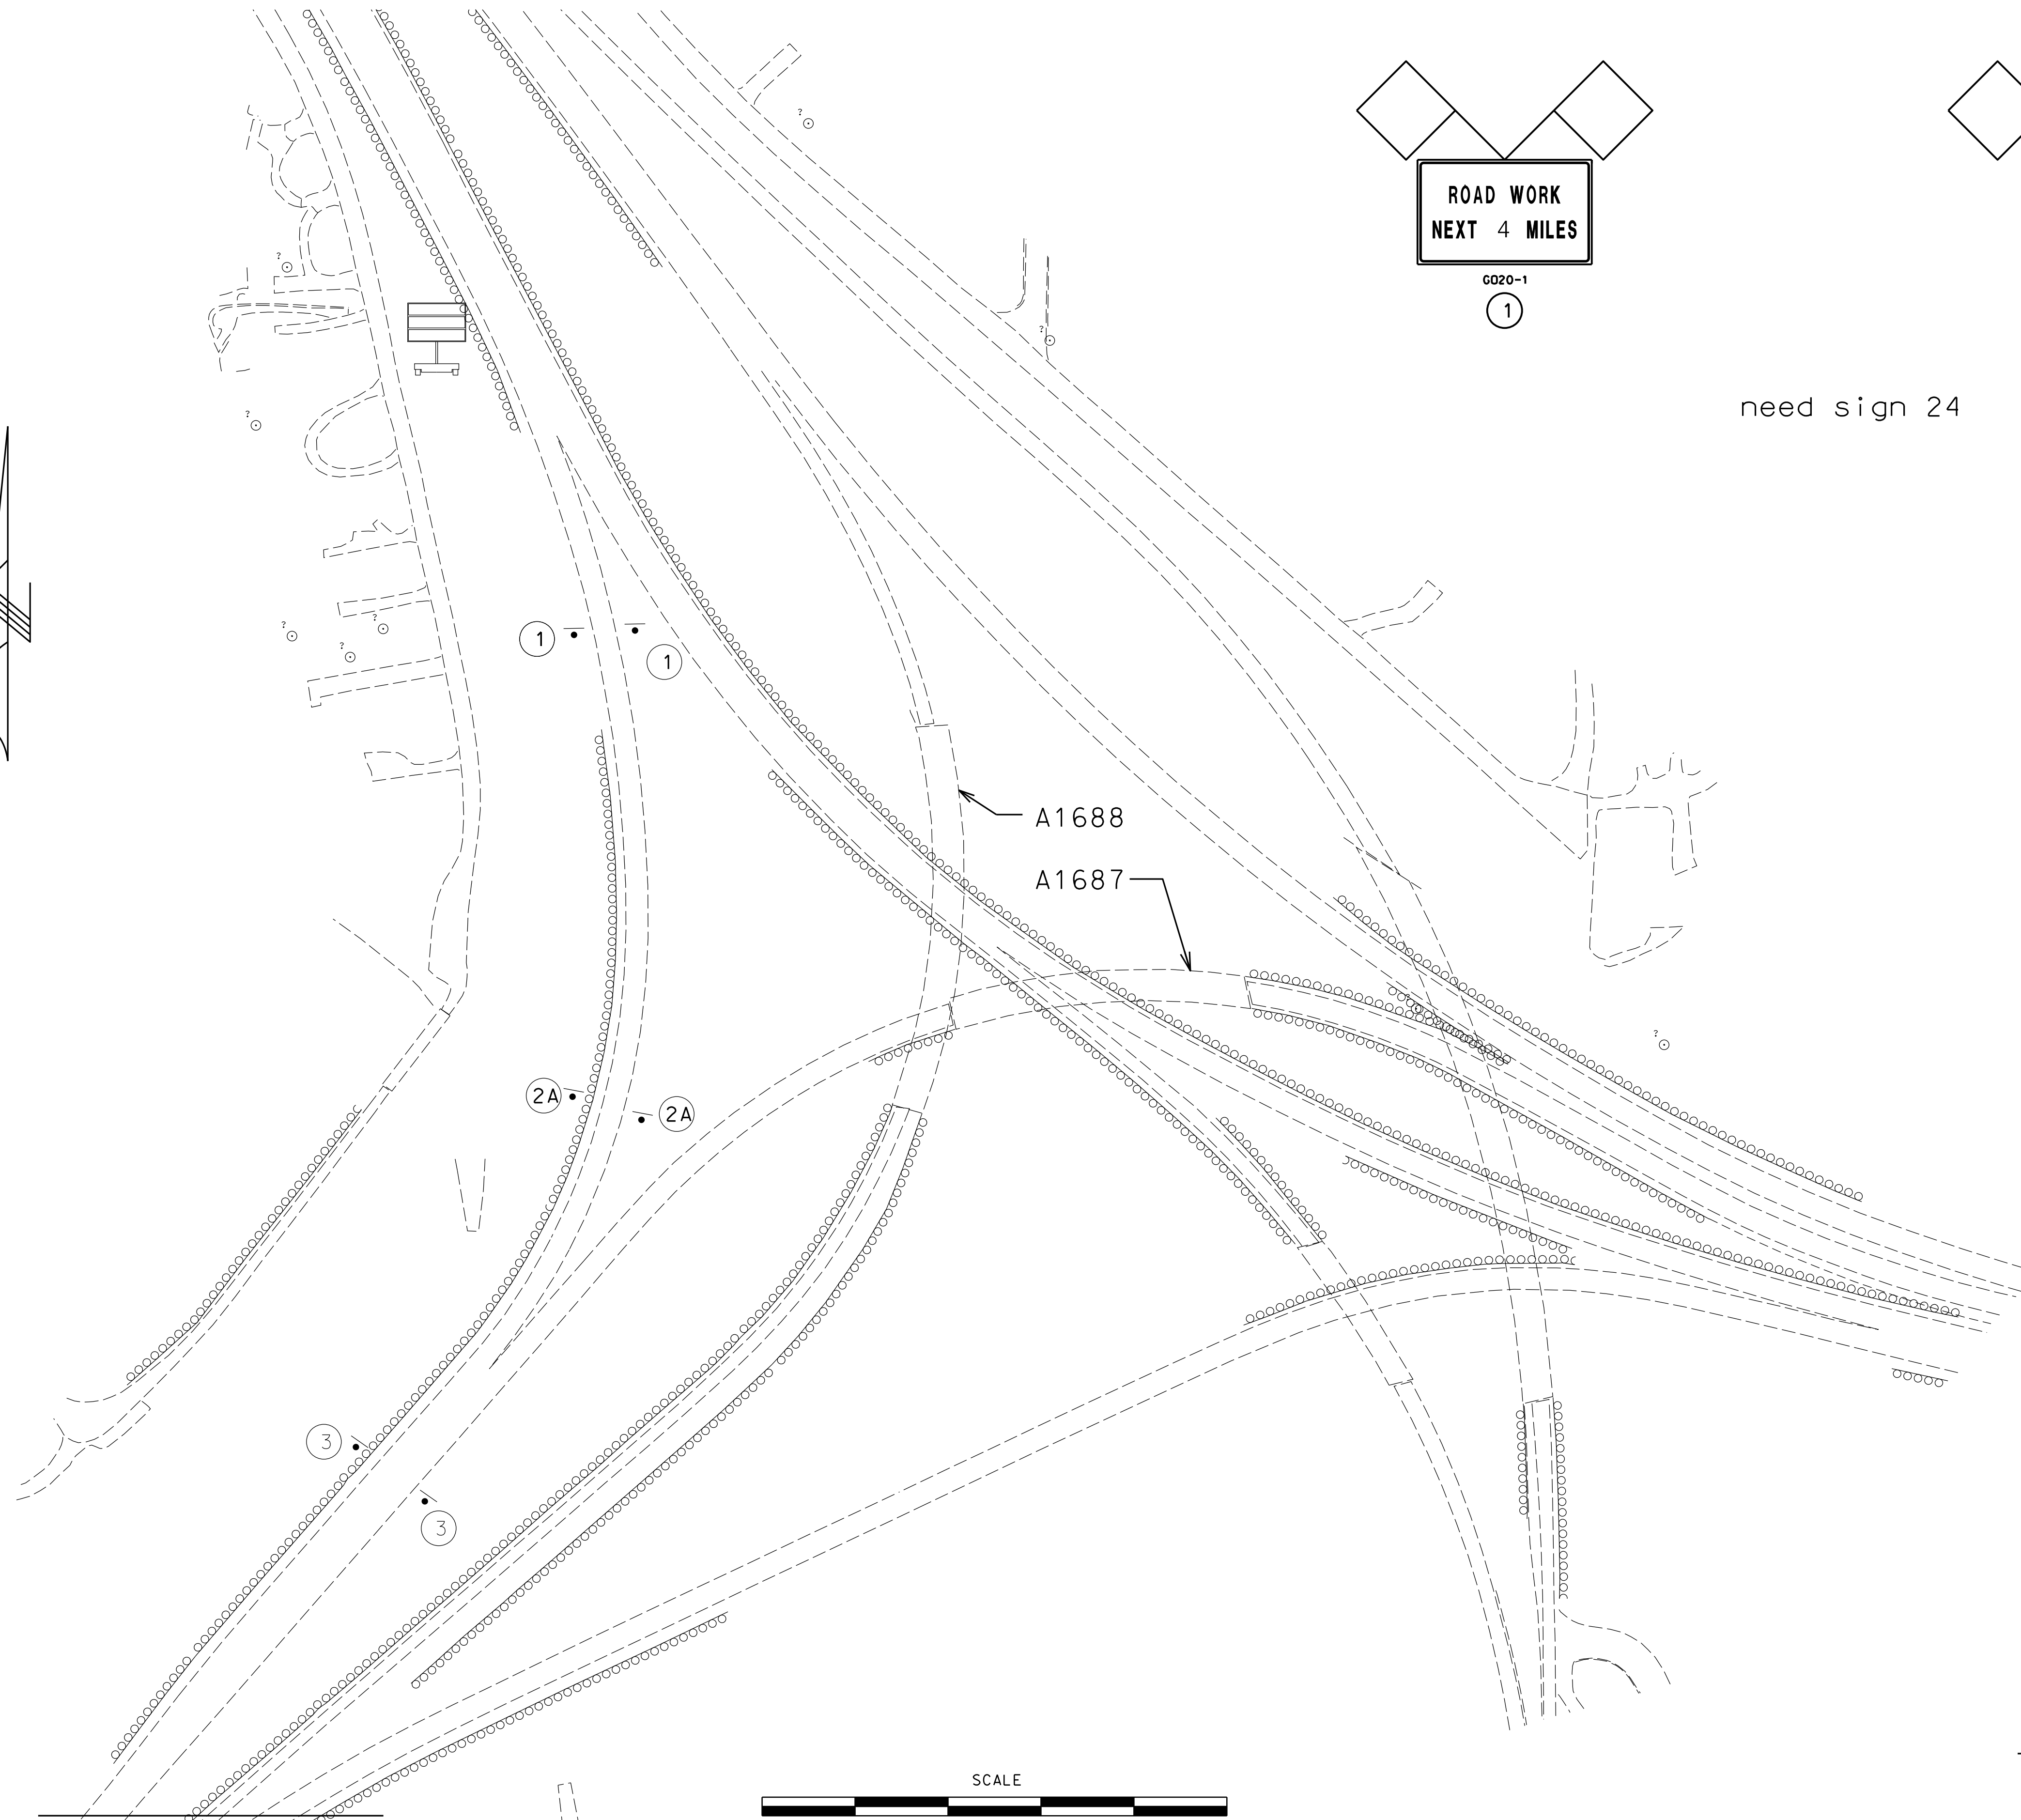 ?
ROAD WORK
NEXT 4 MILES
G020-1
1
?
?
need sign 24
?
?
?
?
1
1
A1688
A1687
?
?
2A
2A
3
3
SCALE